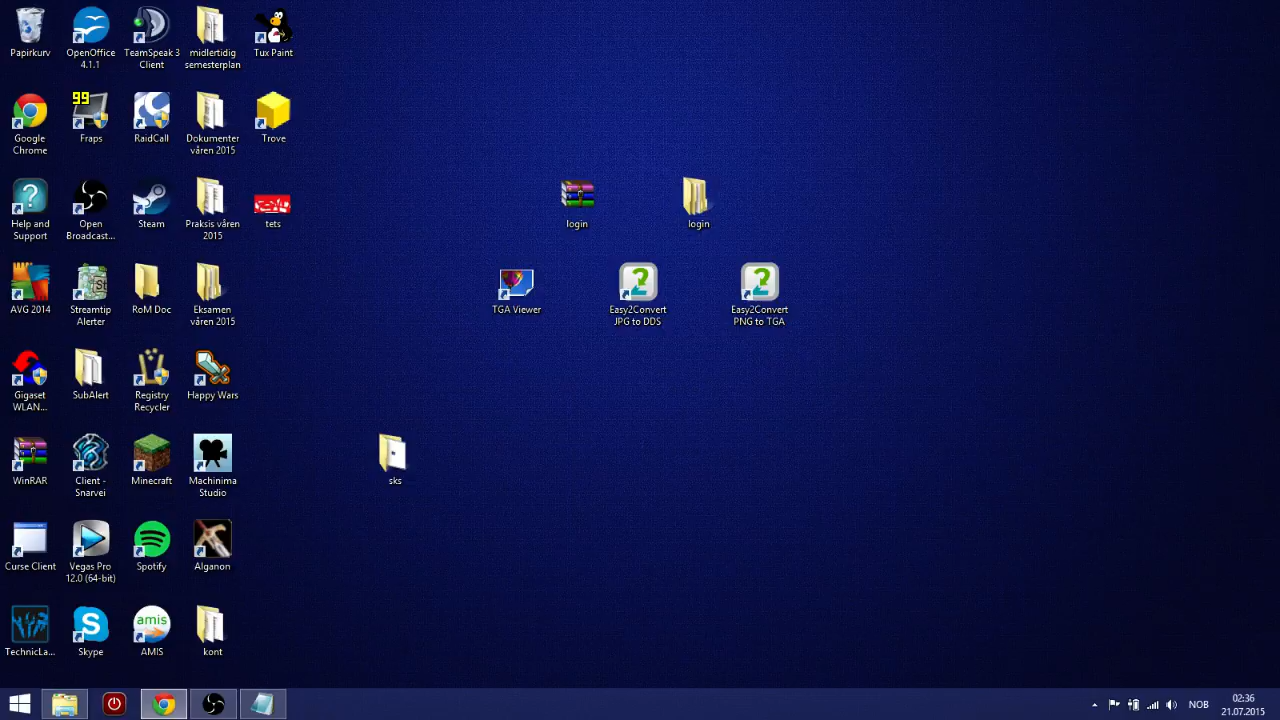 Papirkurv
OpenOffice
4.1.1
TeamSpeak 3
Client
midlertidig
semesterplan
Tux Paint
Google
Chrome
99
Fraps
RaidCall
Dokumenter
våren 2015
Trove
Help and
Support
Open
Broadcast...
Steam
Praksis våren
2015
tets
login
login
AVG 2014
Streamtip
Alerter
RoM Doc
Eksamen
våren 2015
TGA Viewer
Easy2Convert
JPG to DDS
Easy2Convert
PNG to TGA
Gigaset
WLAN...
SubAlert
Registry
Recycler
Happy Wars
WinRAR
Client -
Snarvei
Minecraft
Machinima
Studio
sks
Curse Client
Vegas Pro
12.0 (64-bit)
Spotify
Alganon
TechnicLa...
Skype
amis
AMIS
kont
NOB
02:36
21.07.2015